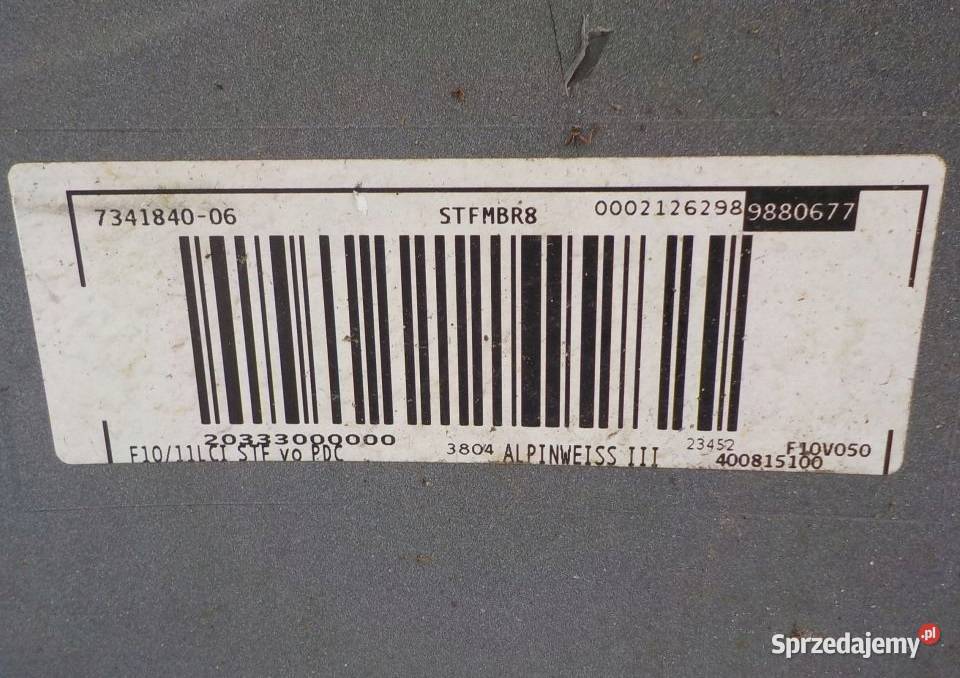 7341840-06 STFMBR8 0002126298 9880677
20333000000 23452
F10/11LCI STF vo PDC 3804 ALPINWEISS III F10V050
400815100
Sprzedajemy.pl